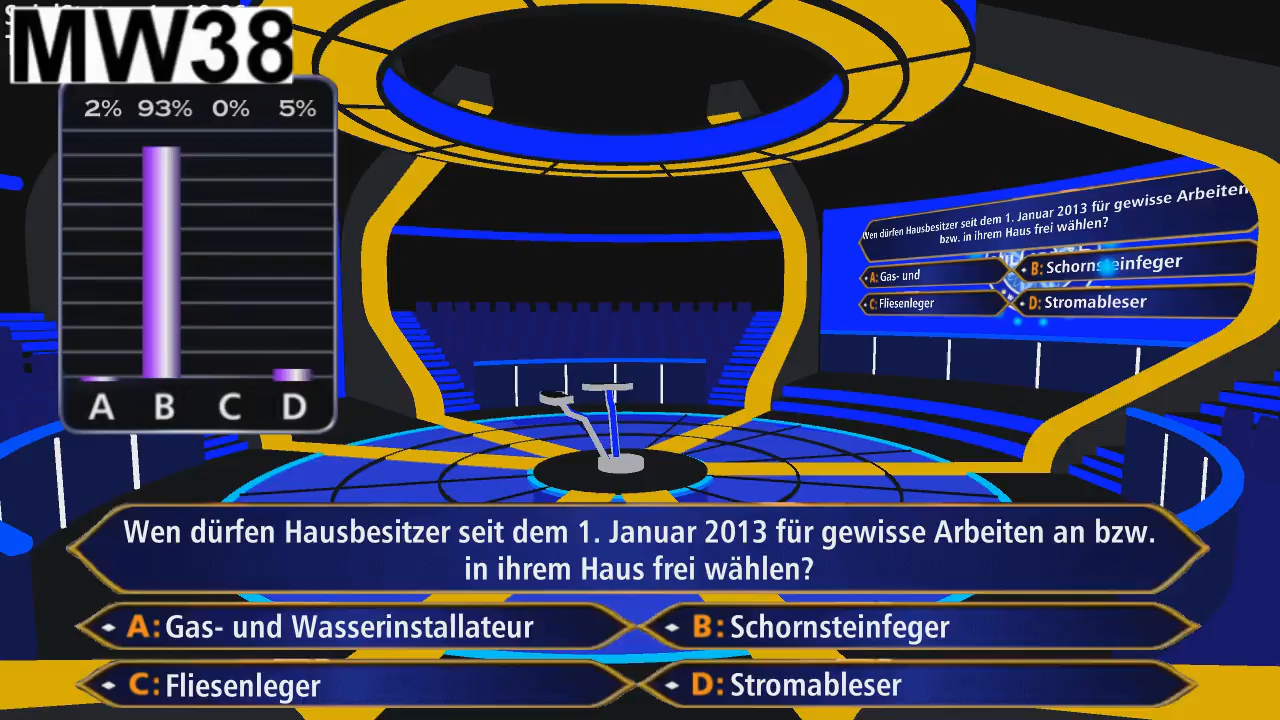 MW38
2% 93% 0% 5%
A B C D
Wen dürfen Hausbesitzer seit dem 1. Januar 2013 für gewisse Arbeiten
bzw. in ihrem Haus frei wählen?
A: Gas- und
B: Schornsteinfeger
C: Fliesenleger
D: Stromableser
Wen dürfen Hausbesitzer seit dem 1. Januar 2013 für gewisse Arbeiten an bzw.
in ihrem Haus frei wählen?
A: Gas- und Wasserinstallateur
B: Schornsteinfeger
C: Fliesenleger
D: Stromableser